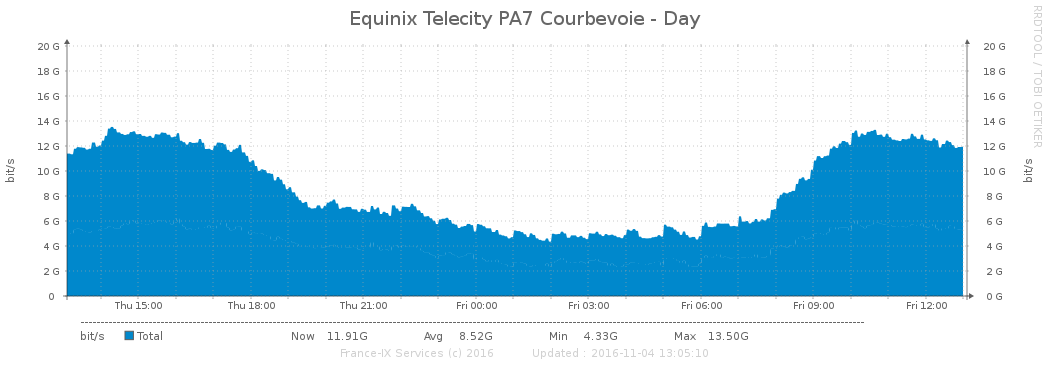 Equinix Telecity PA7 Courbevoie - Day
RRDTOOL / TOBI OETIKER
20 G 20 G
18 G 18 G
16 G 16 G
14 G 14 G
12 G 12 G
10 G 10 G
8 G 8 G
6 G 6 G
4 G 4 G
2 G 2 G
0 0 G
bit/s bit/s
Thu 15:00 Thu 18:00 Thu 21:00 Fri 00:00 Fri 03:00 Fri 06:00 Fri 09:00 Fri 12:00
bit/s Total Now 11.91G Avg 8.52G Min 4.33G Max 13.50G
France-IX Services (c) 2016 Updated : 2016-11-04 13:05:10